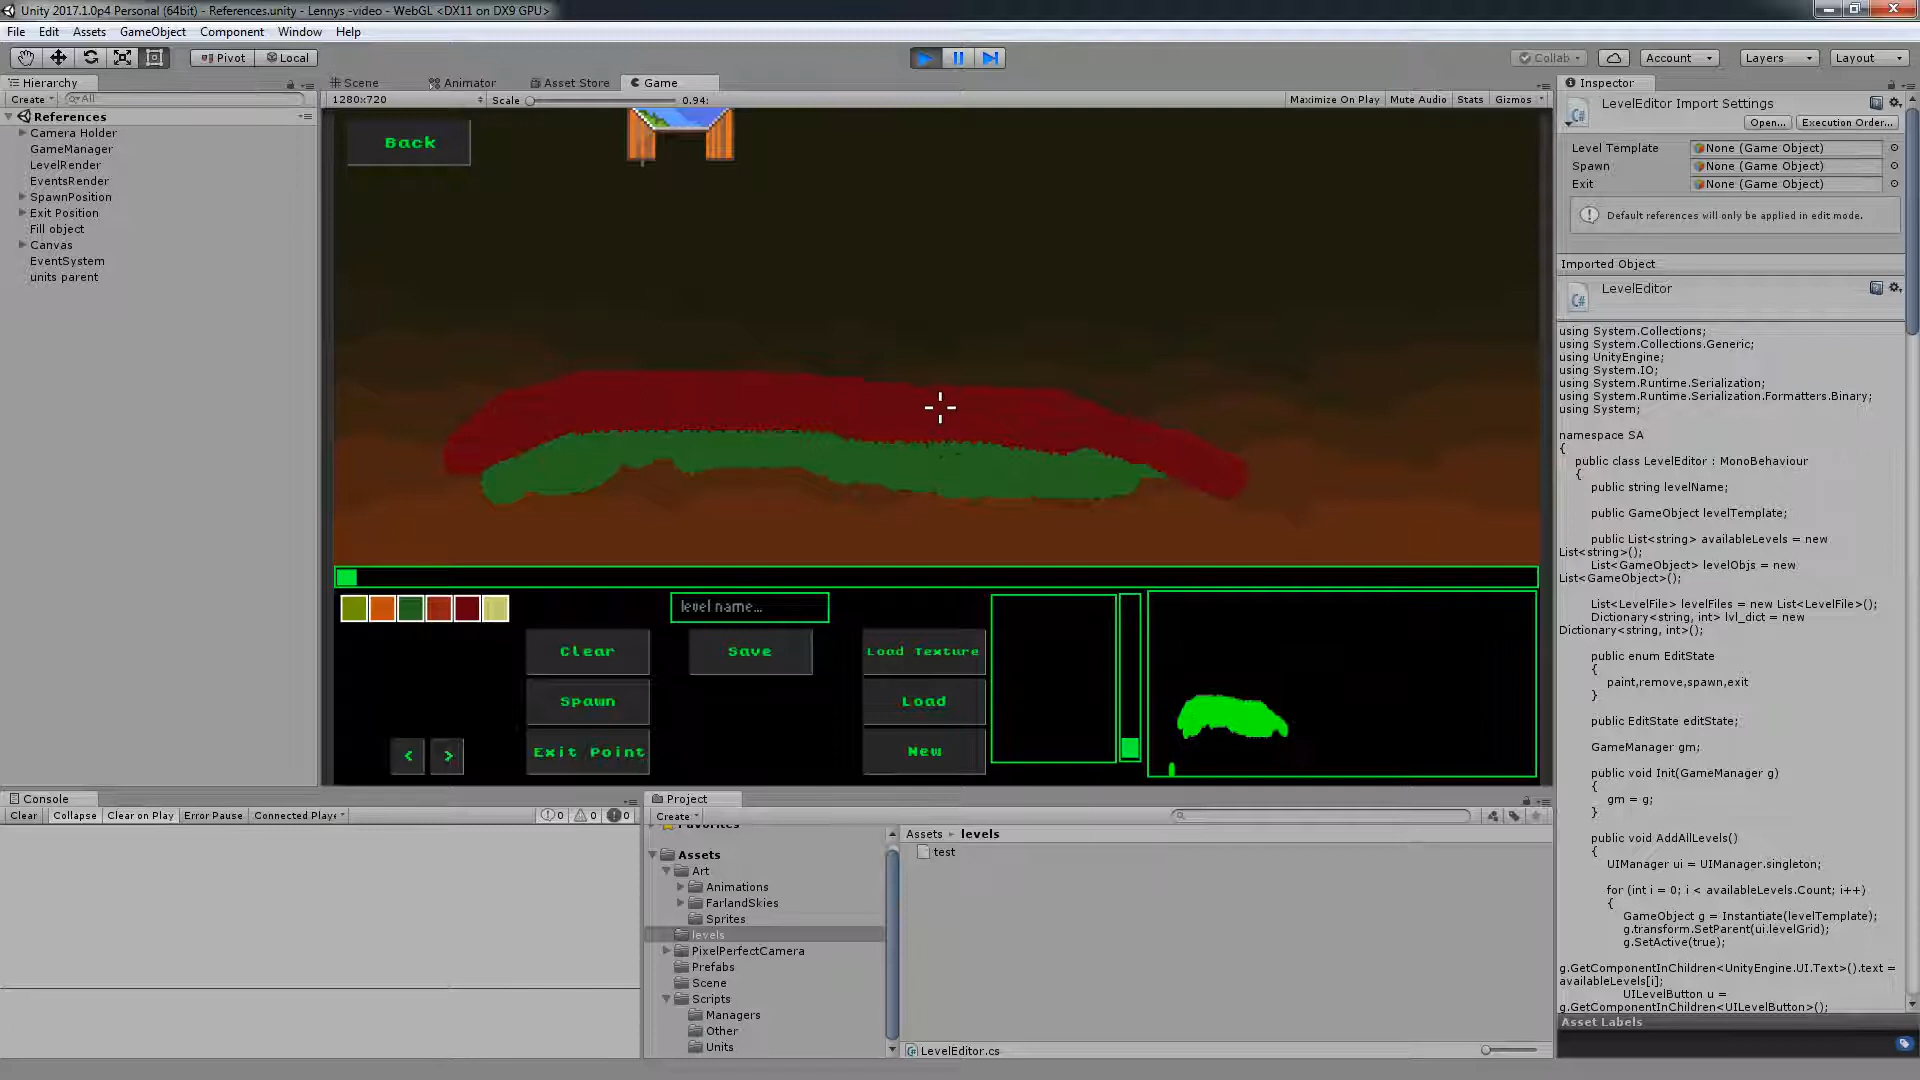 Unity 2017.1.0p4 Personal (64bit) - References.unity - Lennys -video - WebGL <DX11 on DX9 GPU>
File Edit Assets GameObject Component Window Help
Pivot Local Collab Account Layers Layout
Hierarchy Scene Animator Asset Store Game Inspector
Create All
1280x720 Scale 0.94: Maximize On Play Mute Audio Stats Gizmos
References
Camera Holder
GameManager
LevelRender
EventsRender
SpawnPosition
Exit Position
Fill object
Canvas
EventSystem
units parent
Back
level name...
Clear Save Load Texture
Spawn Load
< > Exit Point New
LevelEditor Import Settings
Open... Execution Order...
Level Template None (Game Object)
Spawn None (Game Object)
Exit None (Game Object)
Default references will only be applied in edit mode.
Imported Object
LevelEditor
using System.Collections;
using System.Collections.Generic;
using UnityEngine;
using System.IO;
using System.Runtime.Serialization;
using System.Runtime.Serialization.Formatters.Binary;
using System;
namespace SA
{
public class LevelEditor : MonoBehaviour
{
public string levelName;
public GameObject levelTemplate;
public List<string> availableLevels = new
List<string>();
List<GameObject> levelObjs = new
List<GameObject>();
List<LevelFile> levelFiles = new List<LevelFile>();
Dictionary<string, int> lvl_dict = new
Dictionary<string, int>();
public enum EditState
{
paint,remove,spawn,exit
}
public EditState editState;
GameManager gm;
public void Init(GameManager g)
{
gm = g;
}
public void AddAllLevels()
{
UIManager ui = UIManager.singleton;
for (int i = 0; i < availableLevels.Count; i++)
{
GameObject g = Instantiate(levelTemplate);
g.transform.SetParent(ui.levelGrid);
g.SetActive(true);
g.GetComponentInChildren<UnityEngine.UI.Text>().text =
availableLevels[i];
UILevelButton u =
g.GetComponentInChildren<UILevelButton>();
Asset Labels
Console
Clear Collapse Clear on Play Error Pause Connected Playe 0 0 0
Project
Create
Favorites
Assets
Art
Animations
FarlandSkies
Sprites
levels
PixelPerfectCamera
Prefabs
Scene
Scripts
Managers
Other
Units
Assets levels
test
LevelEditor.cs